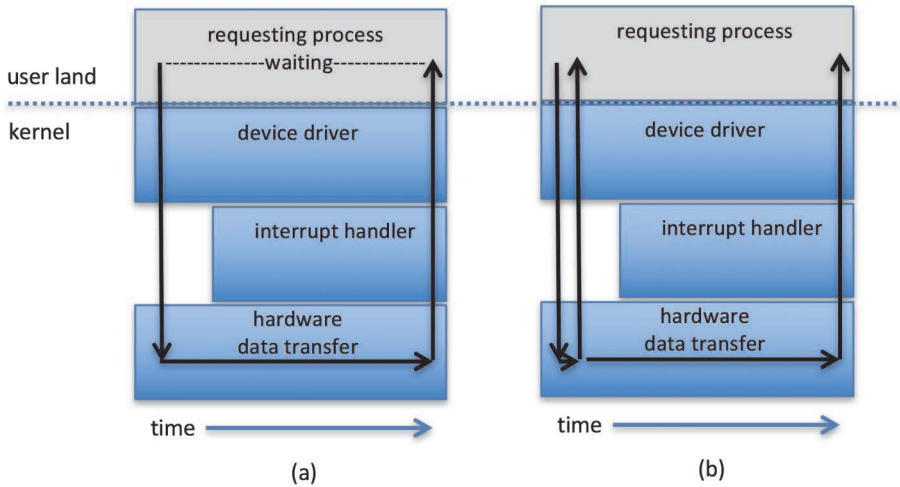 requesting process
waiting
user land
kernel
device driver
interrupt handler
hardware
data transfer
time
(a)
requesting process
device driver
interrupt handler
hardware
data transfer
time
(b)